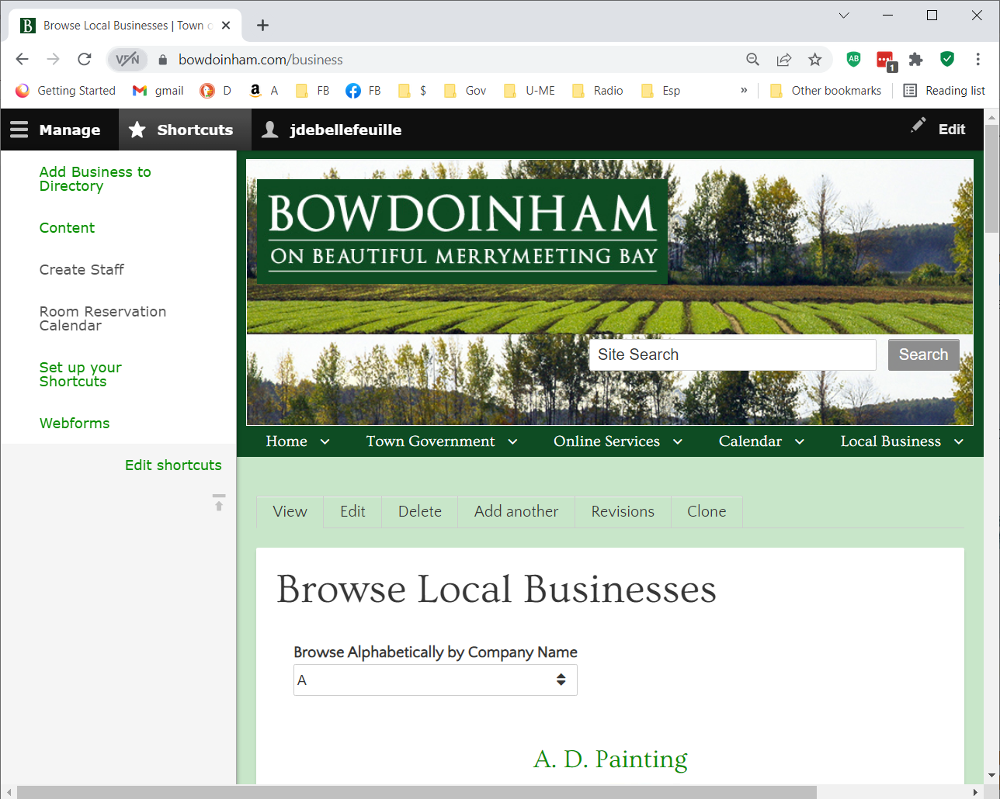 B Browse Local Businesses | Town o
VPN bowdoinham.com/business AB 1
Getting Started gmail D a A FB FB $ Gov U-ME Radio Esp » Other bookmarks Reading list
Manage Shortcuts jdebellefeuille Edit
Add Business to
Directory
Content
Create Staff
Room Reservation
Calendar
Set up your
Shortcuts
Webforms
Edit shortcuts
BOWDOINHAM
ON BEAUTIFUL MERRYMEETING BAY
Site Search Search
Home Town Government Online Services Calendar Local Business
View Edit Delete Add another Revisions Clone
Browse Local Businesses
Browse Alphabetically by Company Name
A
A. D. Painting